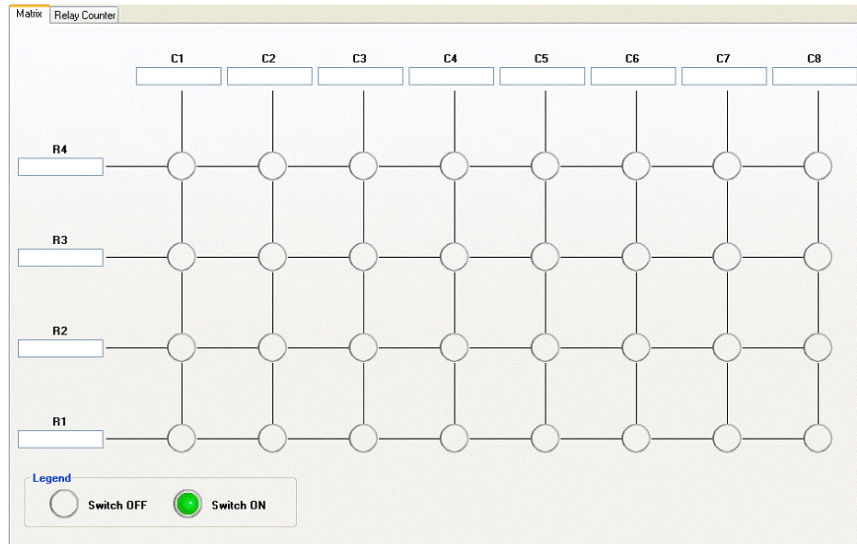 Matrix Relay Counter
C1 C2 C3 C4 C5 C6 C7 C8
R4
R3
R2
R1
Legend
Switch OFF Switch ON